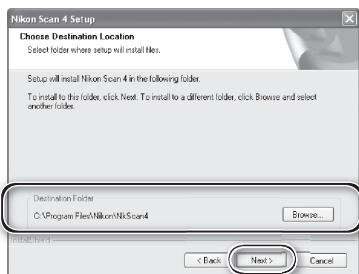 Nikon Scan 4 Setup
Choose Destination Location
Select folder where setup will install files.
Setup will install Nikon Scan 4 in the following folder.
To install to this folder, click Next. To install to a different folder, click Browse and select
another folder.
Destination Folder
C:\Program Files\Nikon\NkScan4
Browse...
InstallShield
< Back
Next >
Cancel